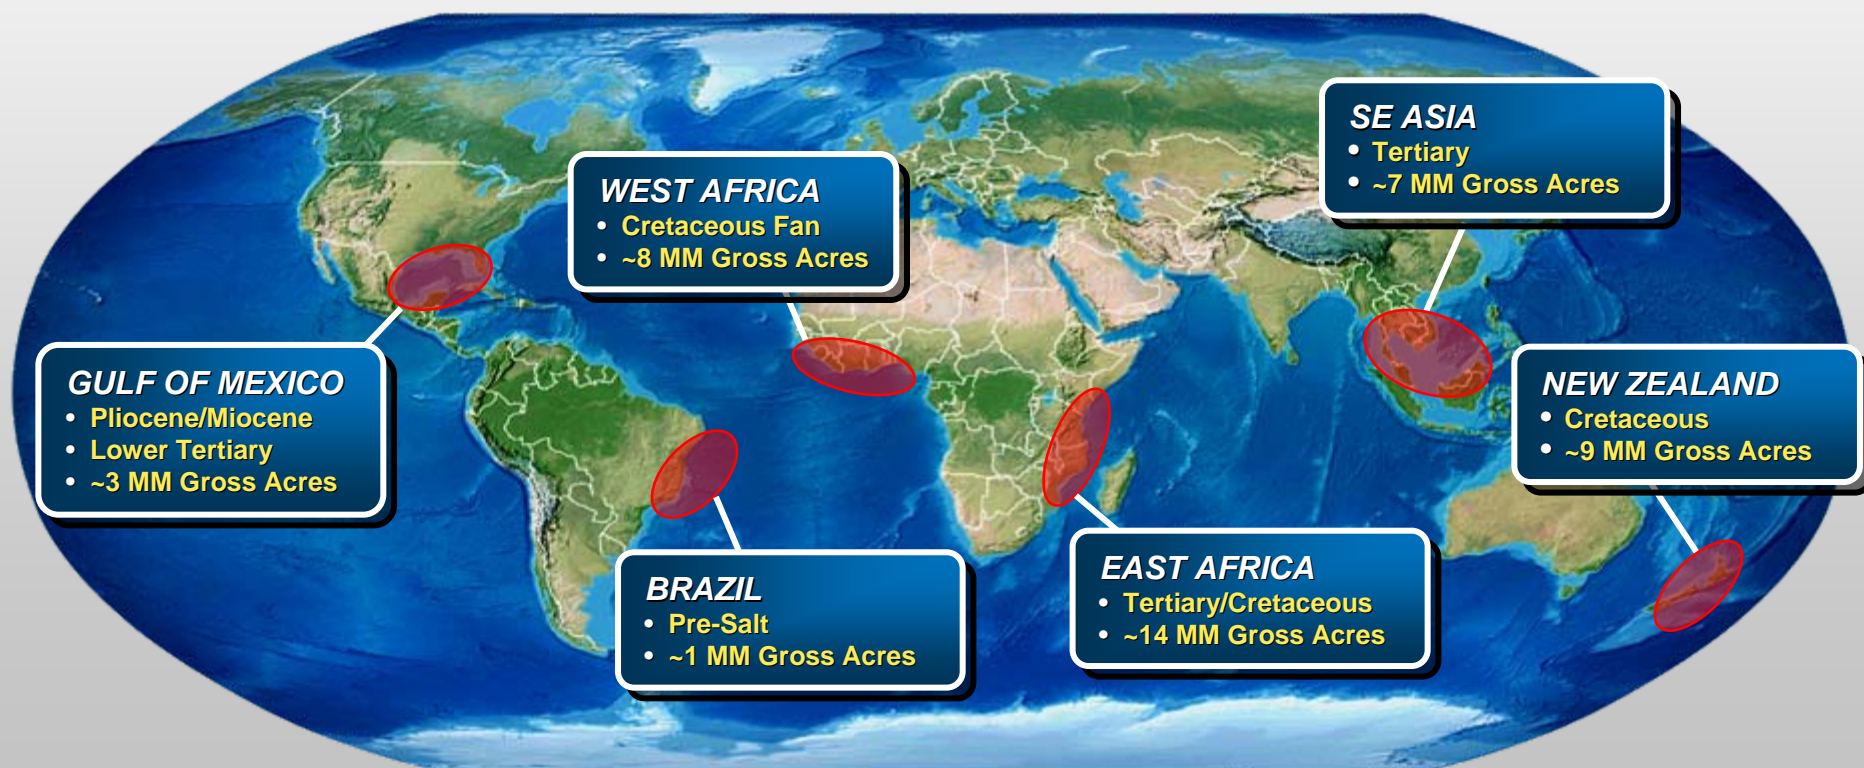 SE ASIA
• Tertiary
• ~7 MM Gross Acres
WEST AFRICA
• Cretaceous Fan
• ~8 MM Gross Acres
GULF OF MEXICO
• Pliocene/Miocene
• Lower Tertiary
• ~3 MM Gross Acres
NEW ZEALAND
• Cretaceous
• ~9 MM Gross Acres
BRAZIL
• Pre-Salt
• ~1 MM Gross Acres
EAST AFRICA
• Tertiary/Cretaceous
• ~14 MM Gross Acres